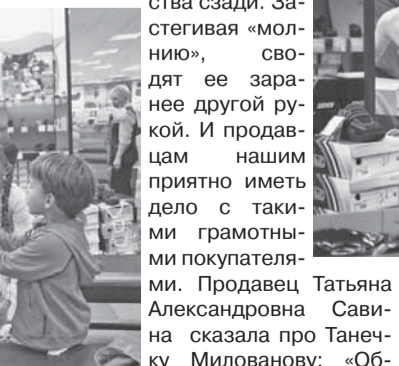 ства сзади. За-
стегивая «мол-
нию», сво-
дят ее зара-
нее другой ру-
кой. И продав-
цам нашим
приятно иметь
дело с таки-
ми грамотны-
ми покупателя-
ми. Продавец Татьяна
Александровна Сави-
на сказала про Танеч-
ку Милованову: «Об-